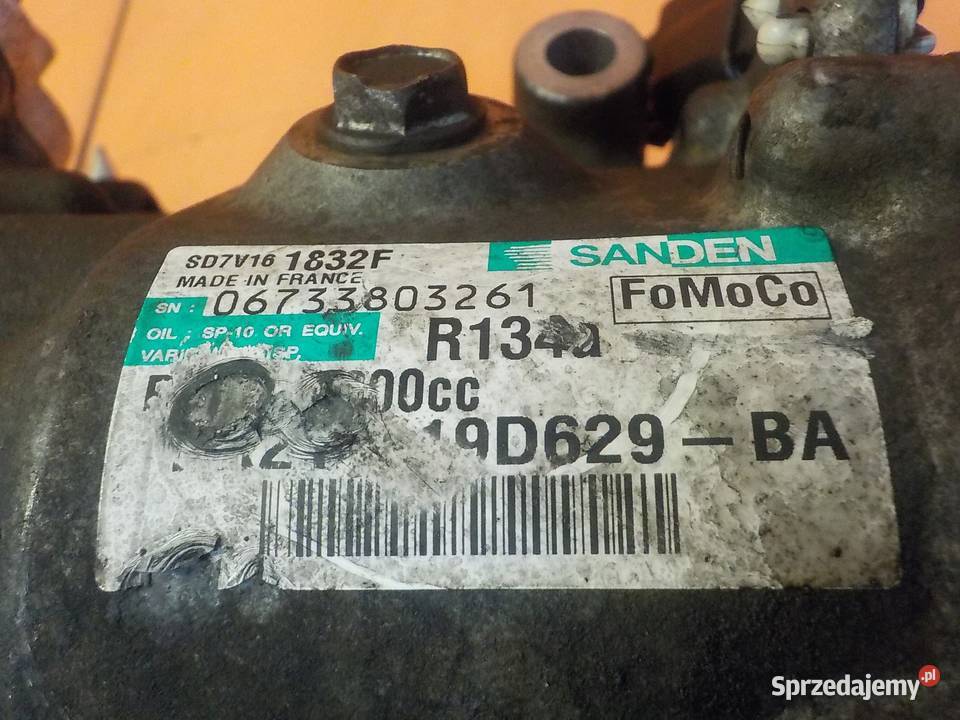 SD7V16 1832F
SANDEN
MADE IN FRANCE
SN : 06733803261
FoMoCo
OIL : SP-10 OR EQUIV.
R134a
00cc
19D629-BA
Sprzedajemy.pl